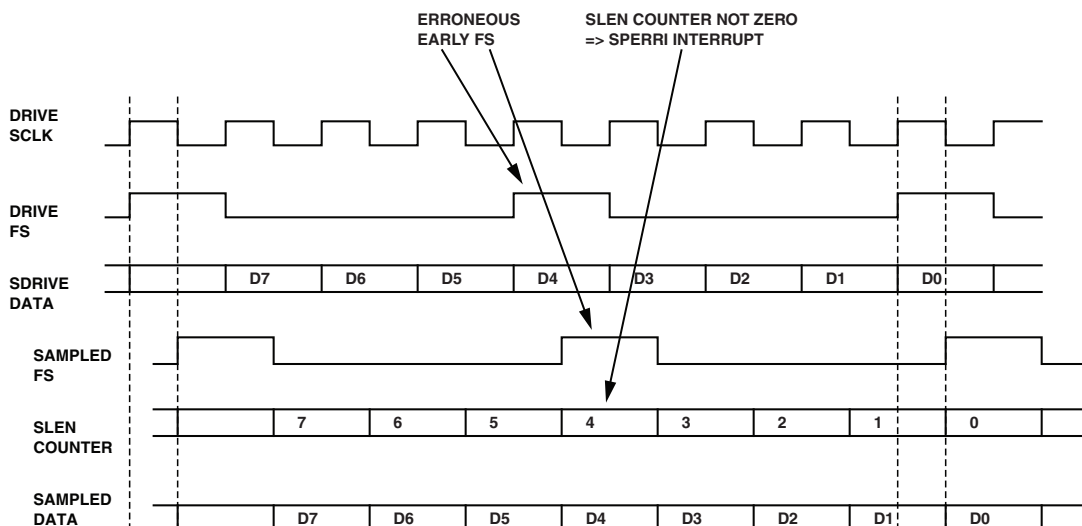 ERRONEOUS
EARLY FS
SLEN COUNTER NOT ZERO
=> SPERRI INTERRUPT
DRIVE
SCLK
DRIVE
FS
SDRIVE
DATA
D7 D6 D5 D4 D3 D2 D1 D0
SAMPLED
FS
SLEN
COUNTER
7 6 5 4 3 2 1 0
SAMPLED
DATA
D7 D6 D5 D4 D3 D2 D1 D0